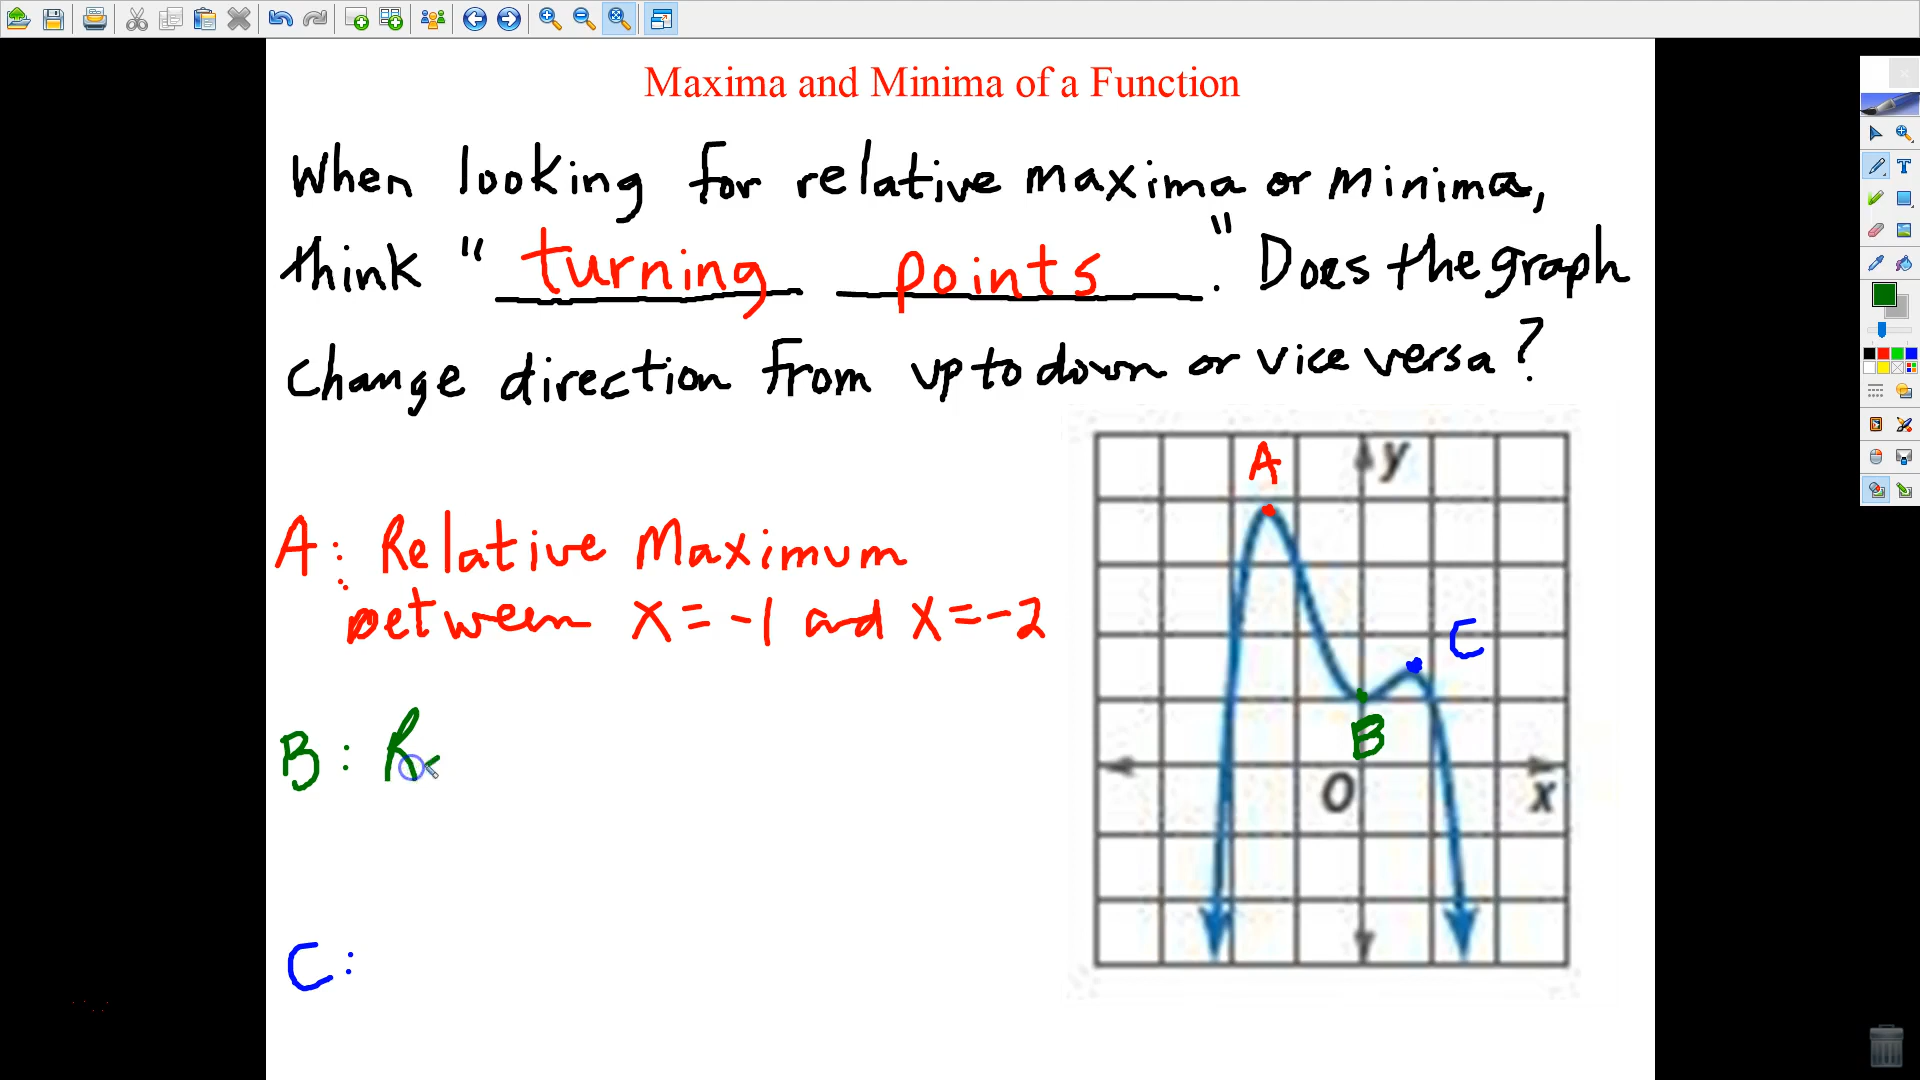 Maxima and Minima of a Function
When looking for relative maxima or minima,
think "turning points". Does the graph
change direction from up to down or vice versa?
A
y
A: Relative Maximum
between x = -1 and x = -2
C
B
B: Re
O
x
C:
T